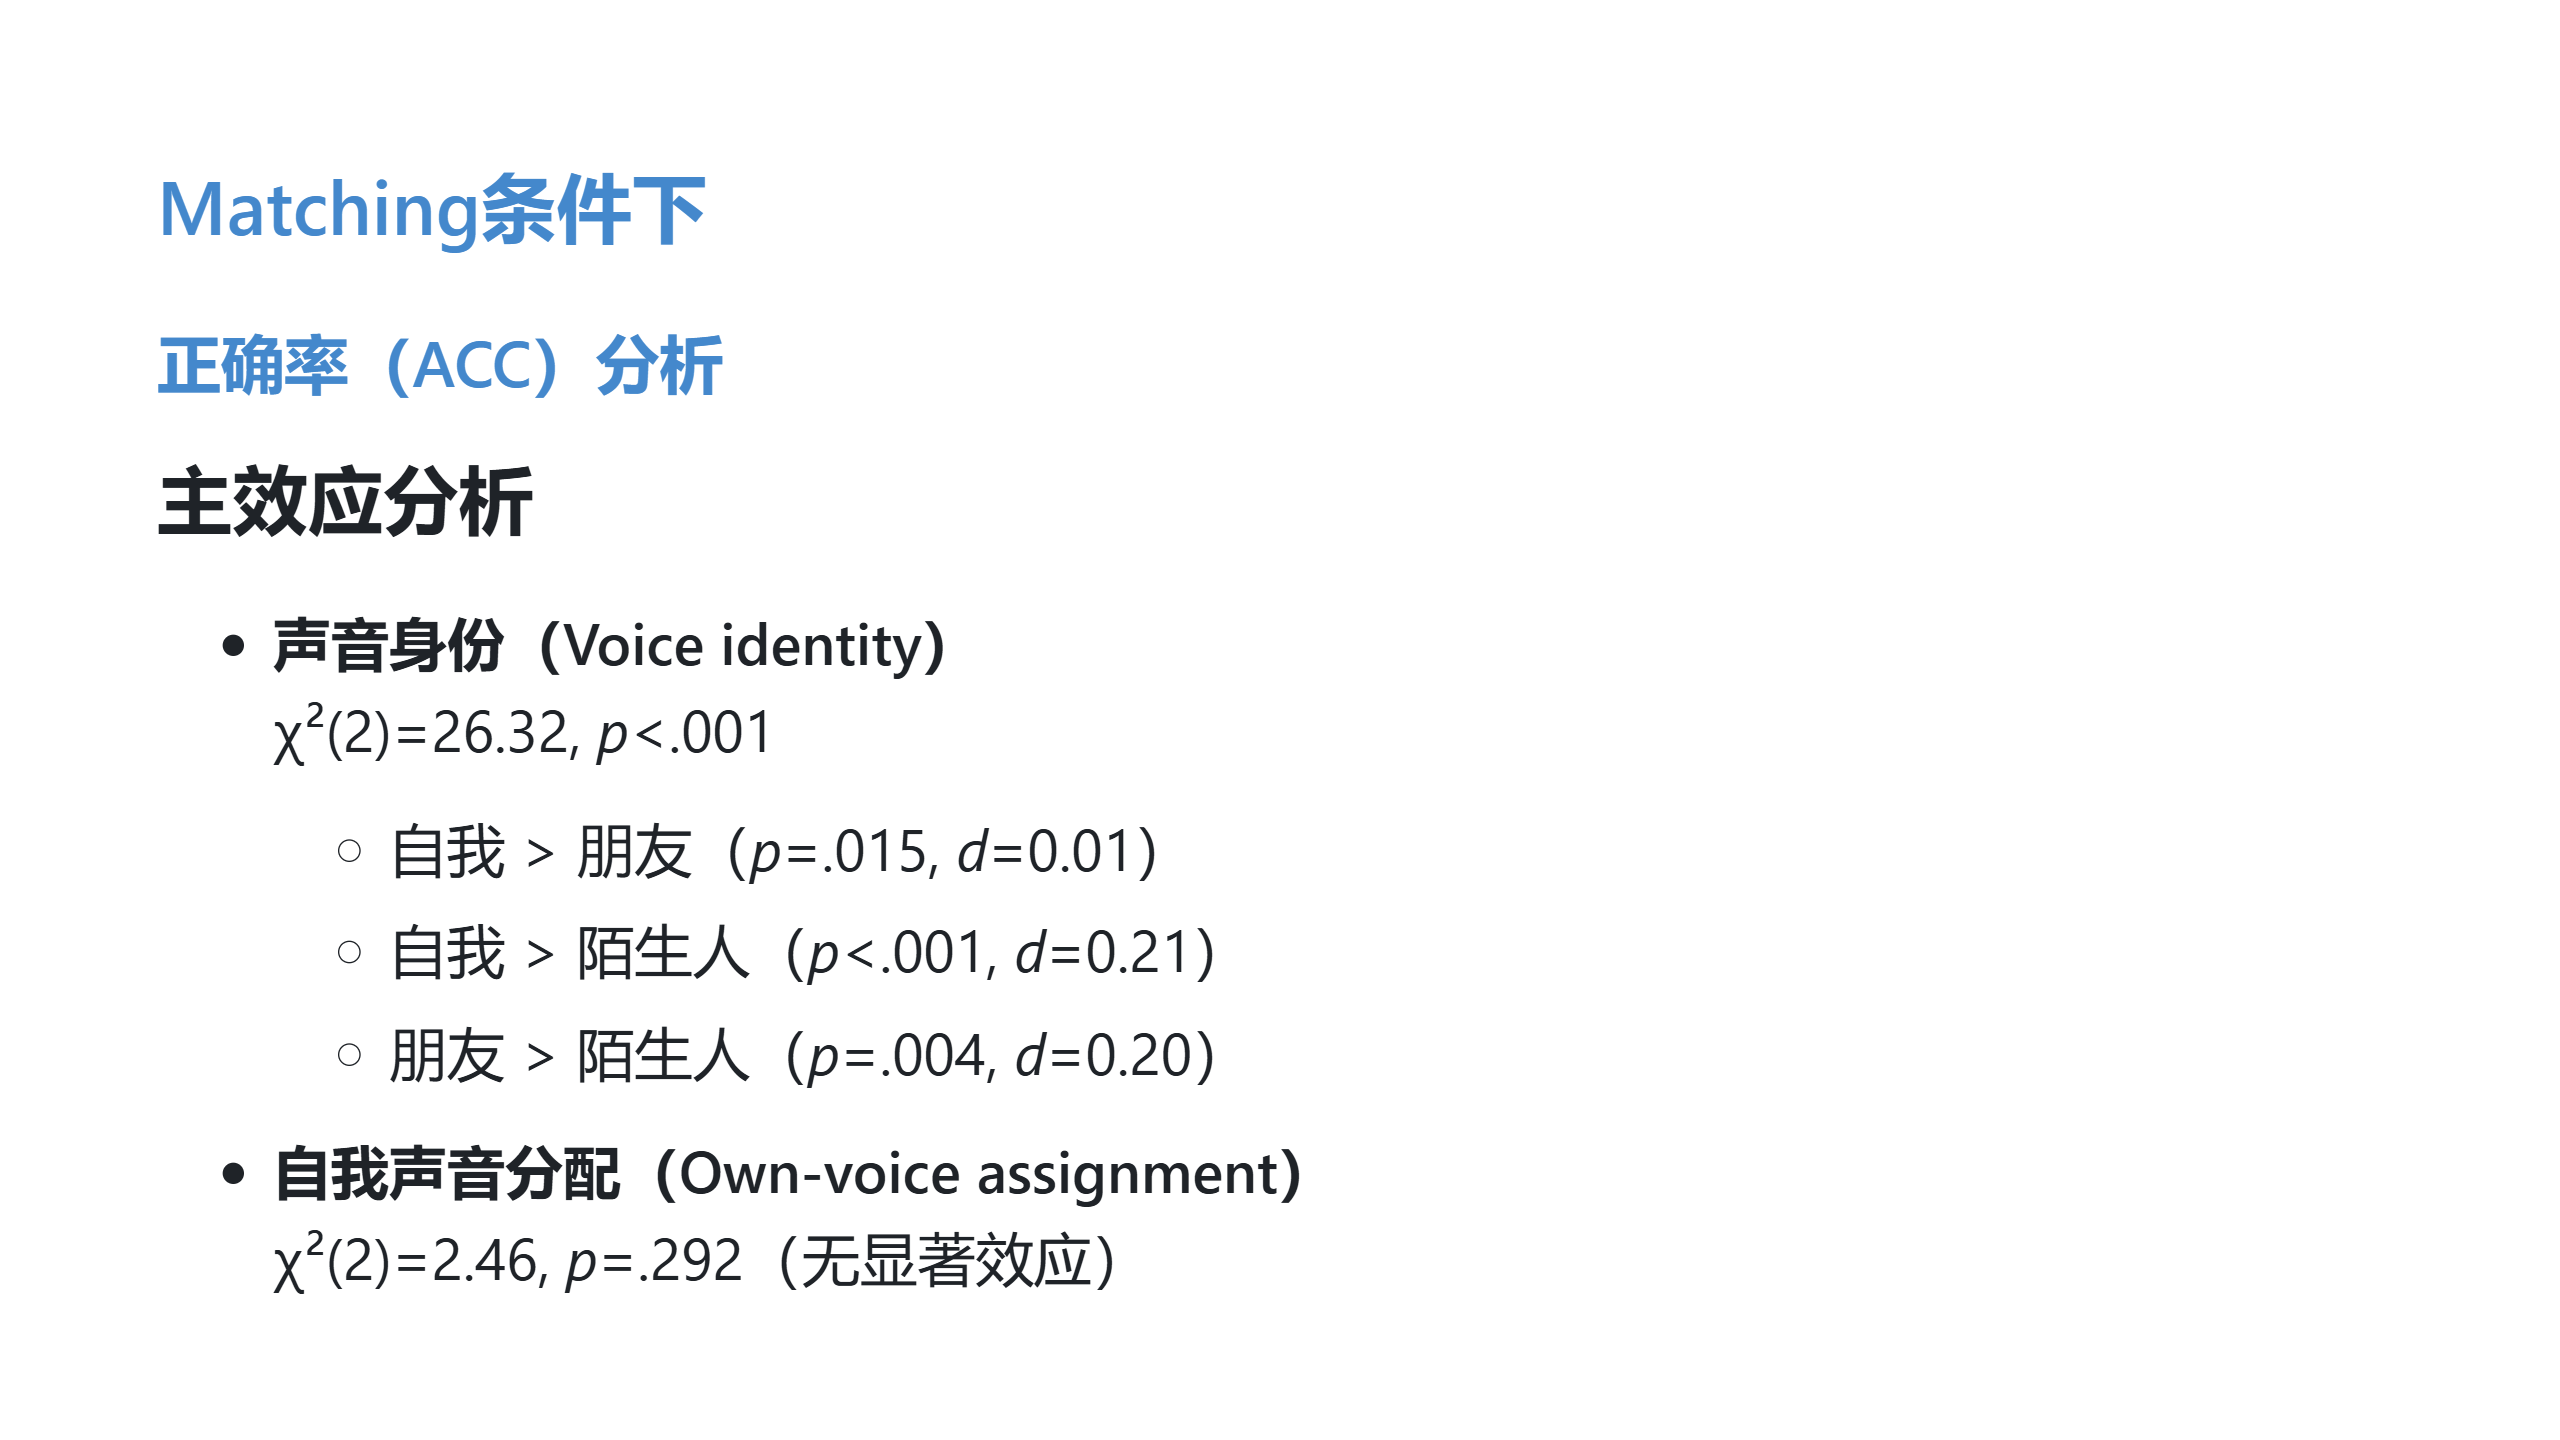 Matching条件下
正确率（ACC）分析
主效应分析
• 声音身份（Voice identity）
χ²(2)=26.32, p<.001
○ 自我 > 朋友（p=.015, d=0.01）
○ 自我 > 陌生人（p<.001, d=0.21）
○ 朋友 > 陌生人（p=.004, d=0.20）
• 自我声音分配（Own-voice assignment）
χ²(2)=2.46, p=.292（无显著效应）